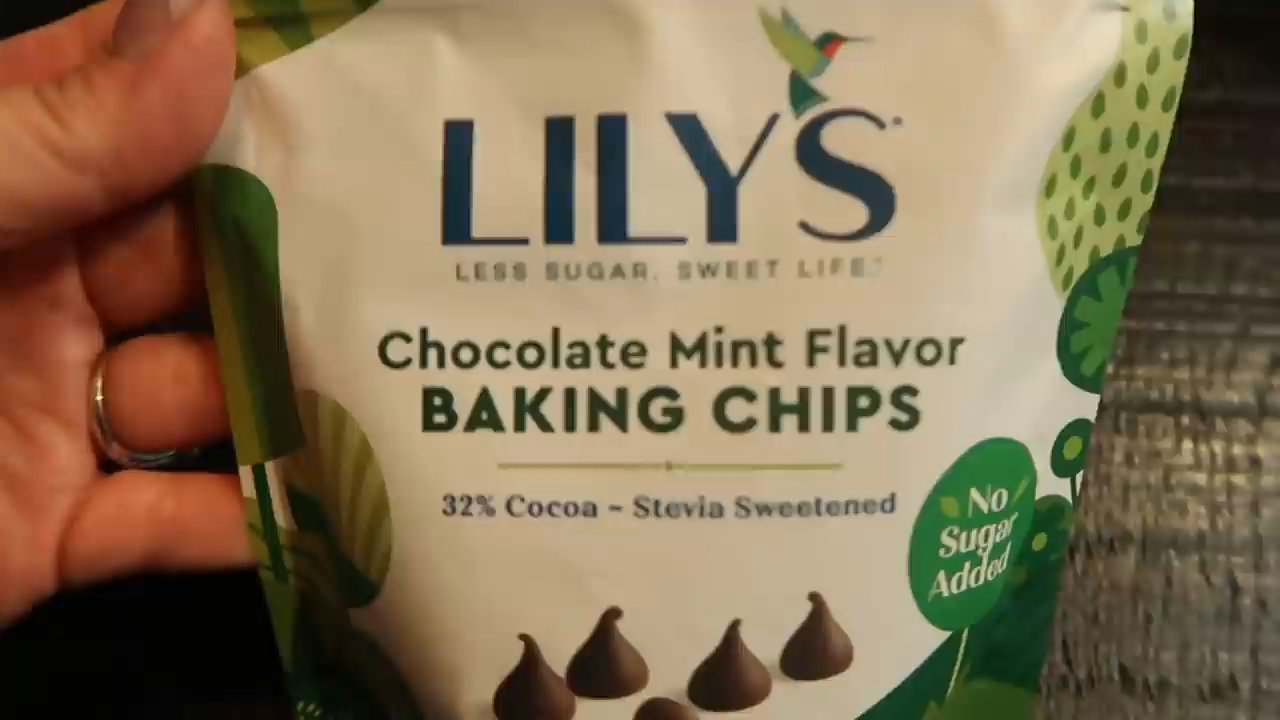 LILY'S
LESS SUGAR. SWEET LIFE.
Chocolate Mint Flavor
BAKING CHIPS
32% Cocoa ~ Stevia Sweetened
No
Sugar
Added